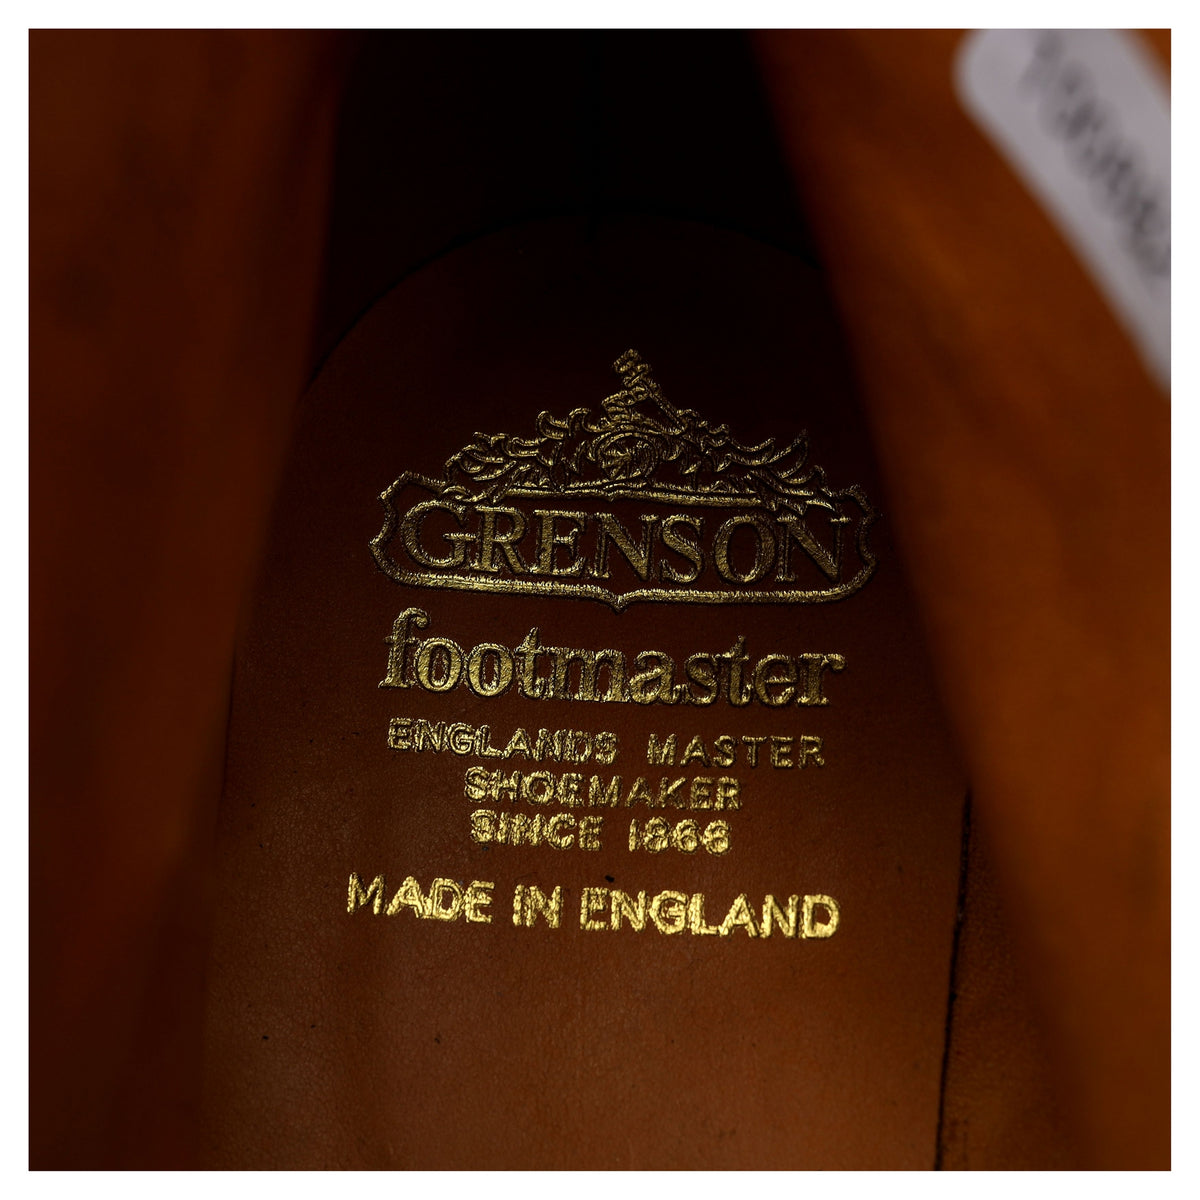 GRENSON
footmaster
ENGLANDS MASTER
SHOEMAKER
SINCE 1866
MADE IN ENGLAND